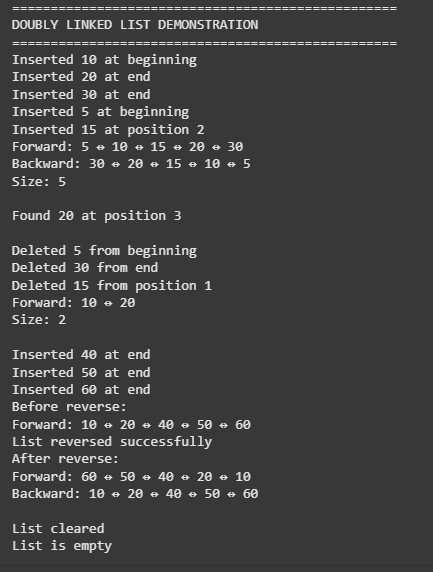 ==================================================
DOUBLY LINKED LIST DEMONSTRATION
==================================================
Inserted 10 at beginning
Inserted 20 at end
Inserted 30 at end
Inserted 5 at beginning
Inserted 15 at position 2
Forward: 5 ↔ 10 ↔ 15 ↔ 20 ↔ 30
Backward: 30 ↔ 20 ↔ 15 ↔ 10 ↔ 5
Size: 5
Found 20 at position 3
Deleted 5 from beginning
Deleted 30 from end
Deleted 15 from position 1
Forward: 10 ↔ 20
Size: 2
Inserted 40 at end
Inserted 50 at end
Inserted 60 at end
Before reverse:
Forward: 10 ↔ 20 ↔ 40 ↔ 50 ↔ 60
List reversed successfully
After reverse:
Forward: 60 ↔ 50 ↔ 40 ↔ 20 ↔ 10
Backward: 10 ↔ 20 ↔ 40 ↔ 50 ↔ 60
List cleared
List is empty